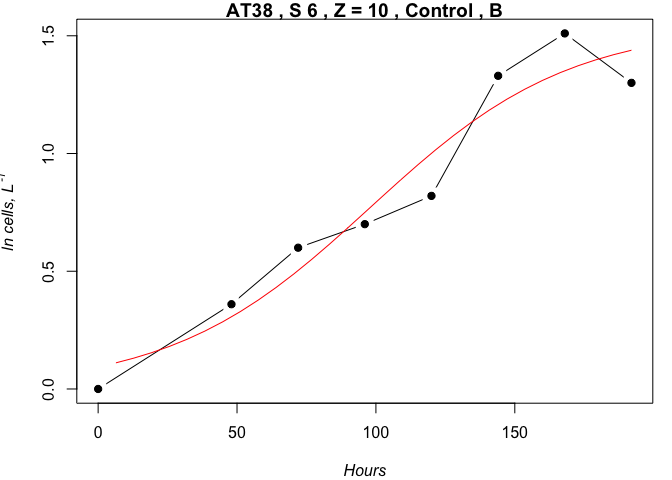 AT38 , S 6 , Z = 10 , Control , B
ln cells, L⁻¹
1.5
1.0
0.5
0.0
0 50 100 150
Hours